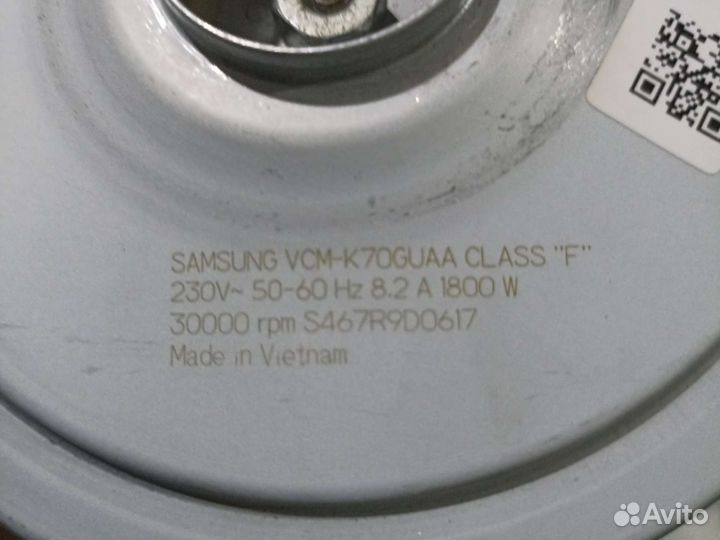 SAMSUNG VCM-K70GUAA CLASS "F"
230V~ 50-60 Hz 8.2 A 1800 W
30000 rpm S467R9D0617
Made in Vietnam
Avito